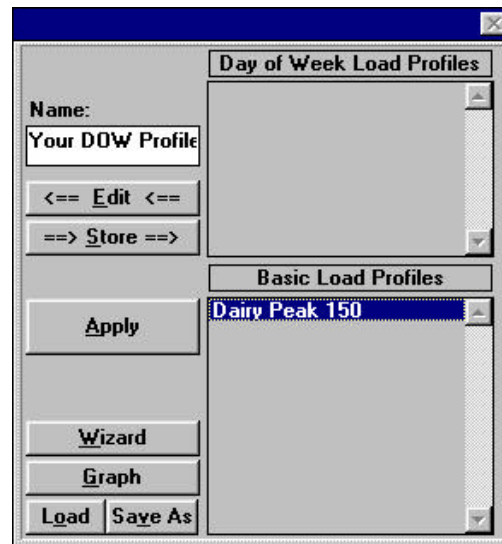 Day of Week Load Profiles
Name:
Your DOW Profile
<== Edit <==
==> Store ==>
Basic Load Profiles
Dairy Peak 150
Apply
Wizard
Graph
Load
Save As